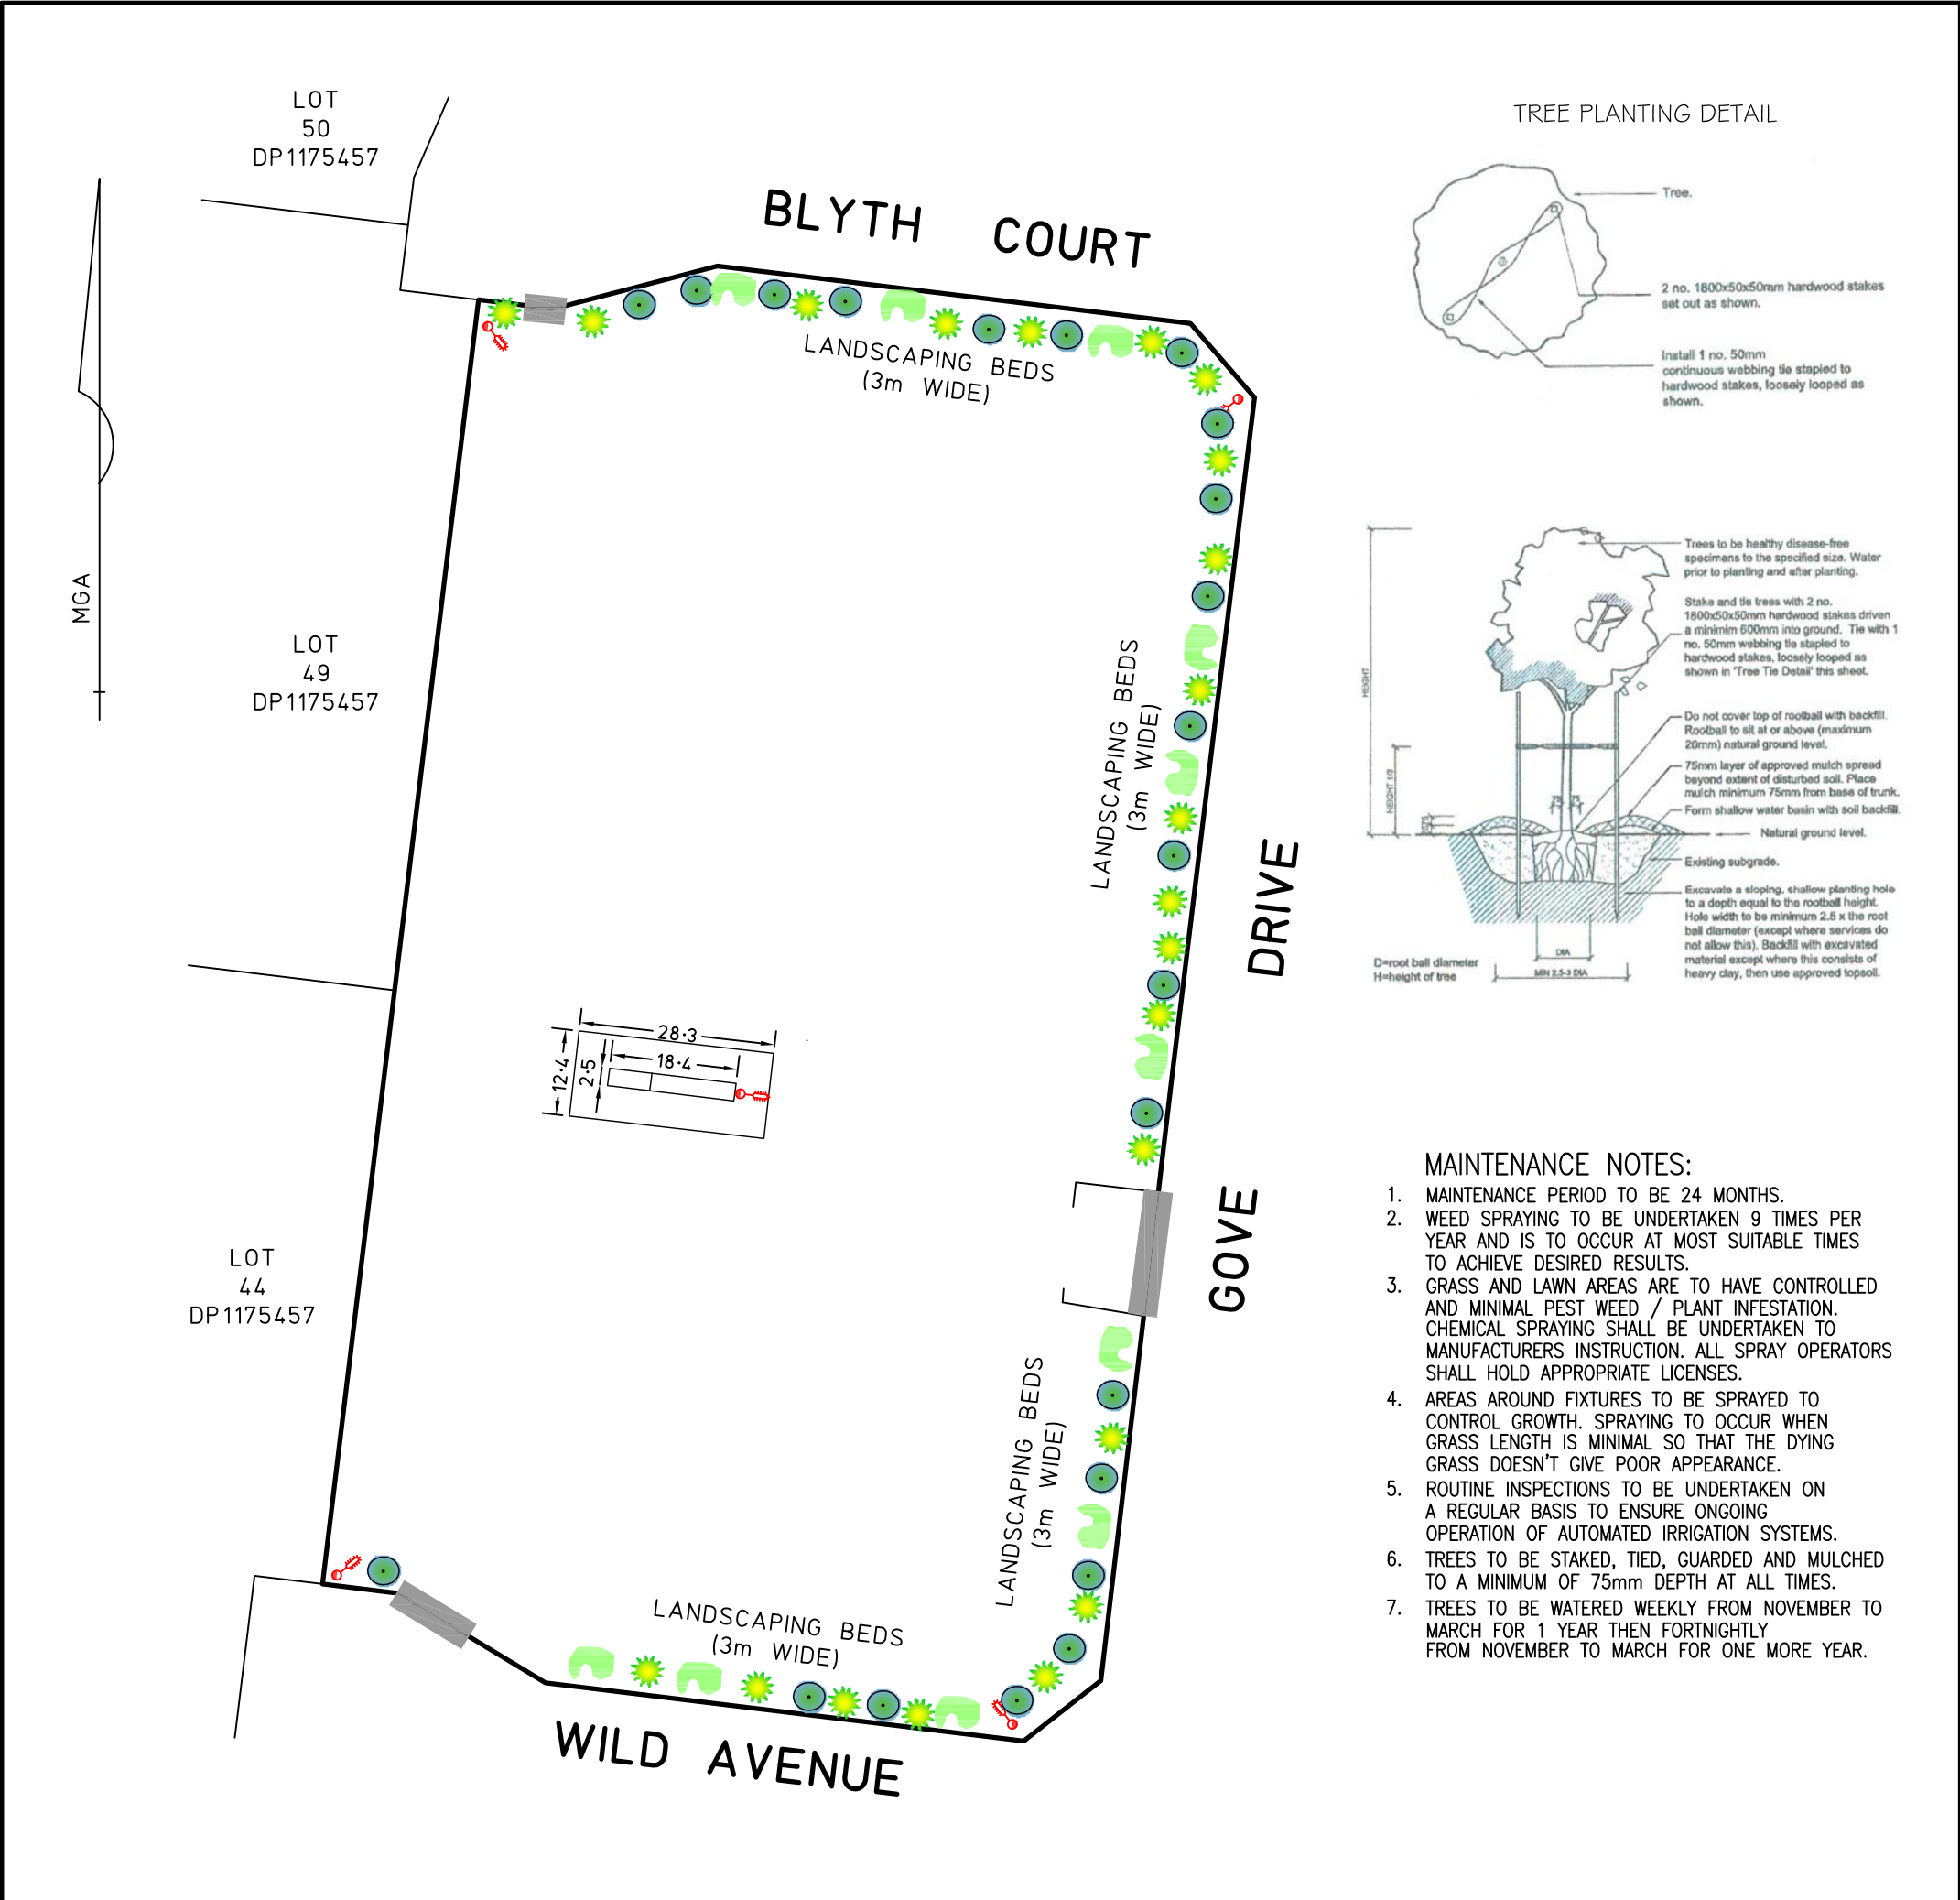 LOT
50
DP1175457
BLYTH COURT
LANDSCAPING BEDS
(3m WIDE)
MGA
LOT
49
DP1175457
LANDSCAPING BEDS
(3m WIDE)
GOVE DRIVE
28·3
18·4
12·4
2·5
LOT
44
DP1175457
LANDSCAPING BEDS
(3m WIDE)
LANDSCAPING BEDS
(3m WIDE)
WILD AVENUE
TREE PLANTING DETAIL
Tree.
2 no. 1800x50x50mm hardwood stakes
set out as shown.
Install 1 no. 50mm
continuous webbing tie stapled to
hardwood stakes, loosely looped as
shown.
HEIGHT
HEIGHT 1/3
Trees to be healthy disease-free
specimens to the specified size. Water
prior to planting and after planting.
Stake and tie trees with 2 no.
1800x50x50mm hardwood stakes driven
a minimim 600mm into ground. Tie with 1
no. 50mm webbing tie stapled to
hardwood stakes, loosely looped as
shown in 'Tree Tie Detail' this sheet.
Do not cover top of rootball with backfill.
Rootball to sit at or above (maximum
20mm) natural ground level.
75mm layer of approved mulch spread
beyond extent of disturbed soil. Place
mulch minimum 75mm from base of trunk.
Form shallow water basin with soil backfill.
Natural ground level.
Existing subgrade.
Excavate a sloping, shallow planting hole
to a depth equal to the rootball height.
Hole width to be minimum 2.5 x the root
ball diameter (except where services do
not allow this). Backfill with excavated
material except where this consists of
heavy clay, then use approved topsoil.
75 75
DIA
MIN 2.5-3 DIA
D=root ball diameter
H=height of tree
MAINTENANCE NOTES:
1. MAINTENANCE PERIOD TO BE 24 MONTHS.
2. WEED SPRAYING TO BE UNDERTAKEN 9 TIMES PER
YEAR AND IS TO OCCUR AT MOST SUITABLE TIMES
TO ACHIEVE DESIRED RESULTS.
3. GRASS AND LAWN AREAS ARE TO HAVE CONTROLLED
AND MINIMAL PEST WEED / PLANT INFESTATION.
CHEMICAL SPRAYING SHALL BE UNDERTAKEN TO
MANUFACTURERS INSTRUCTION. ALL SPRAY OPERATORS
SHALL HOLD APPROPRIATE LICENSES.
4. AREAS AROUND FIXTURES TO BE SPRAYED TO
CONTROL GROWTH. SPRAYING TO OCCUR WHEN
GRASS LENGTH IS MINIMAL SO THAT THE DYING
GRASS DOESN'T GIVE POOR APPEARANCE.
5. ROUTINE INSPECTIONS TO BE UNDERTAKEN ON
A REGULAR BASIS TO ENSURE ONGOING
OPERATION OF AUTOMATED IRRIGATION SYSTEMS.
6. TREES TO BE STAKED, TIED, GUARDED AND MULCHED
TO A MINIMUM OF 75mm DEPTH AT ALL TIMES.
7. TREES TO BE WATERED WEEKLY FROM NOVEMBER TO
MARCH FOR 1 YEAR THEN FORTNIGHTLY
FROM NOVEMBER TO MARCH FOR ONE MORE YEAR.